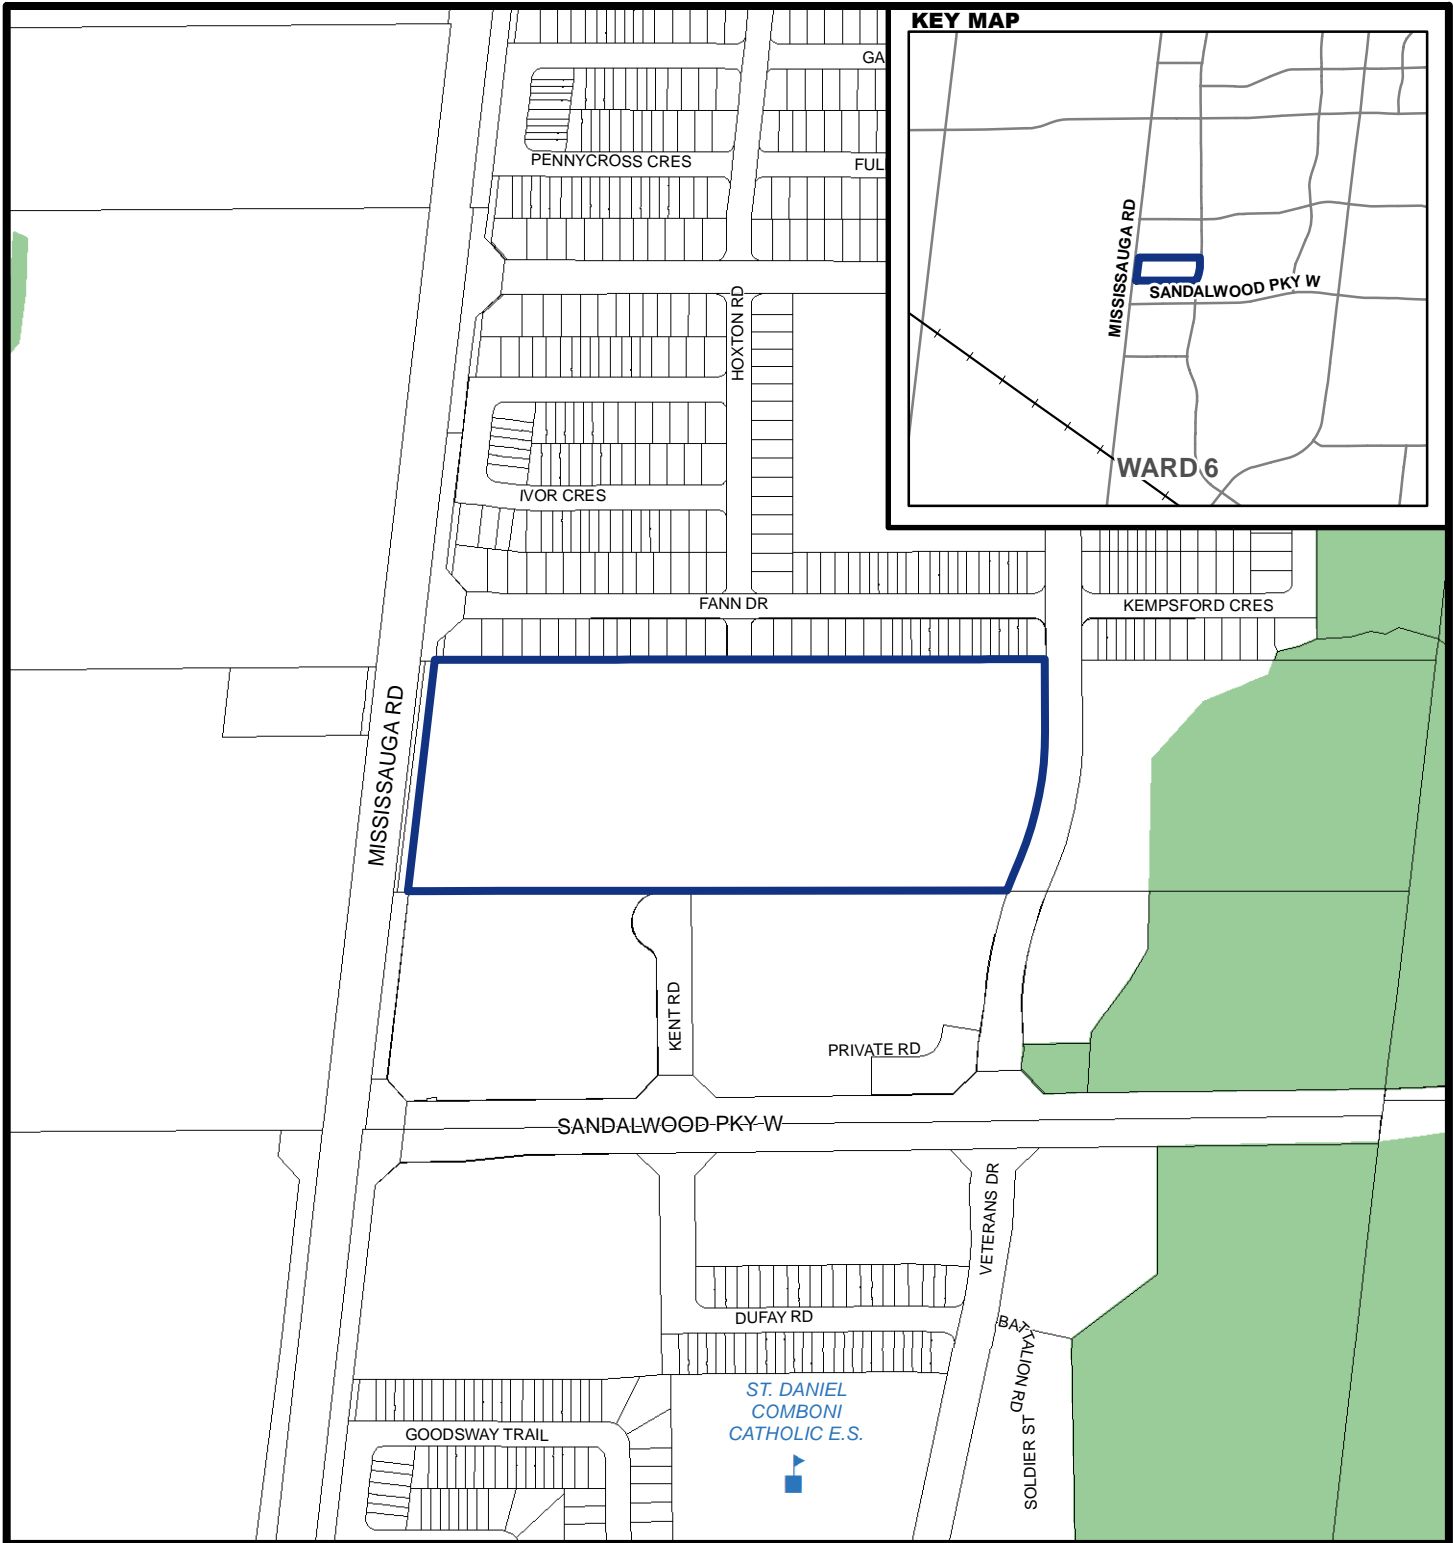 KEY MAP
GA
PENNYCROSS CRES
FUL
MISSISSAUGA RD
SANDALWOOD PKY W
WARD 6
HOXTON RD
IVOR CRES
FANN DR
KEMPSFORD CRES
MISSISSAUGA RD
KENT RD
PRIVATE RD
SANDALWOOD PKY W
VETERANS DR
DUFAY RD
BATTALION RD
ST. DANIEL
COMBONI
CATHOLIC E.S.
GOODSWAY TRAIL
SOLDIER ST